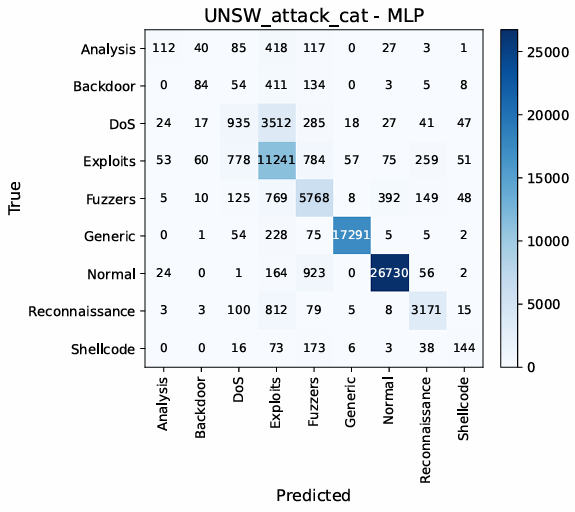 UNSW_attack_cat - MLP
Analysis 112 40 85 418 117 0 27 3 1
Backdoor 0 84 54 411 134 0 3 5 8
DoS 24 17 935 3512 285 18 27 41 47
Exploits 53 60 778 11241 784 57 75 259 51
Fuzzers 5 10 125 769 5768 8 392 149 48
Generic 0 1 54 228 75 17291 5 5 2
Normal 24 0 1 164 923 0 26730 56 2
Reconnaissance 3 3 100 812 79 5 8 3171 15
Shellcode 0 0 16 73 173 6 3 38 144
True
Analysis
Backdoor
DoS
Exploits
Fuzzers
Generic
Normal
Reconnaissance
Shellcode
Predicted
25000
20000
15000
10000
5000
0